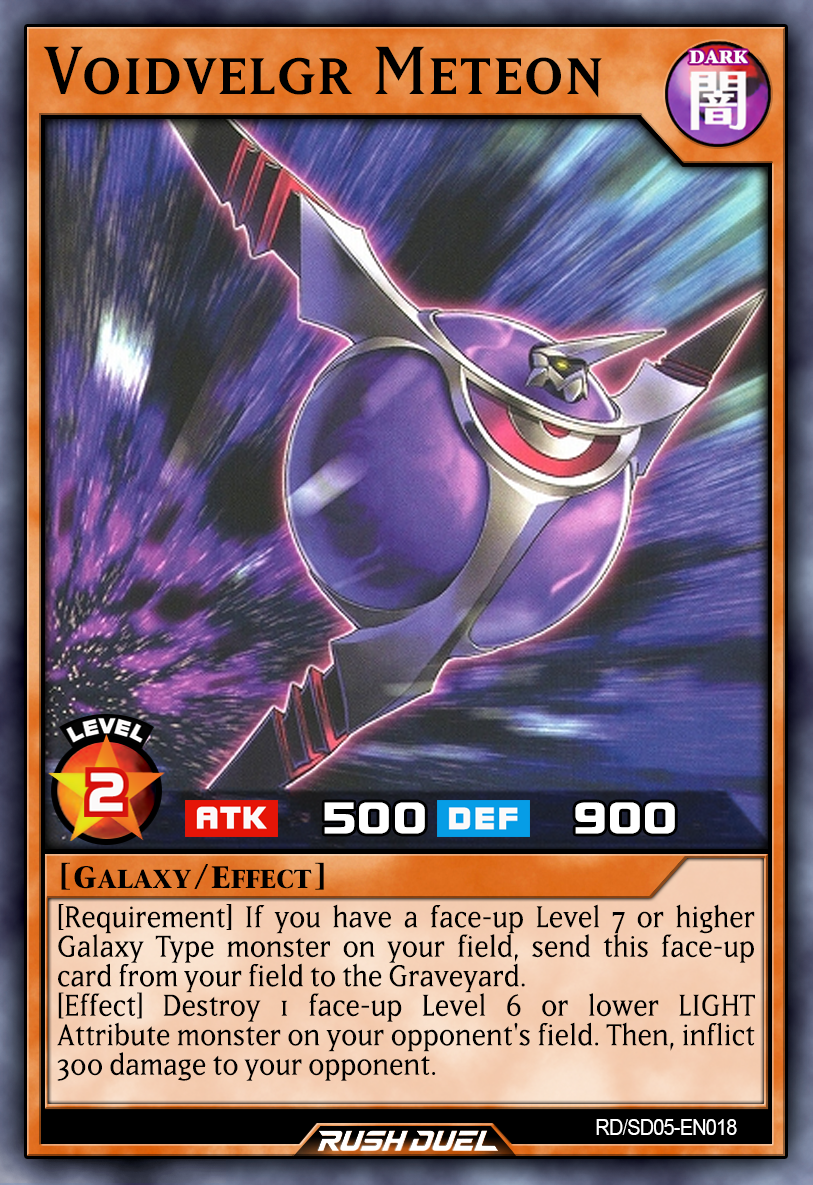 Voidvelgr Meteon
DARK
闇
LEVEL
2
ATK 500 DEF 900
[Galaxy/Effect]
[Requirement] If you have a face-up Level 7 or higher
Galaxy Type monster on your field, send this face-up
card from your field to the Graveyard.
[Effect] Destroy 1 face-up Level 6 or lower LIGHT
Attribute monster on your opponent's field. Then, inflict
300 damage to your opponent.
RD/SD05-EN018
RUSH DUEL